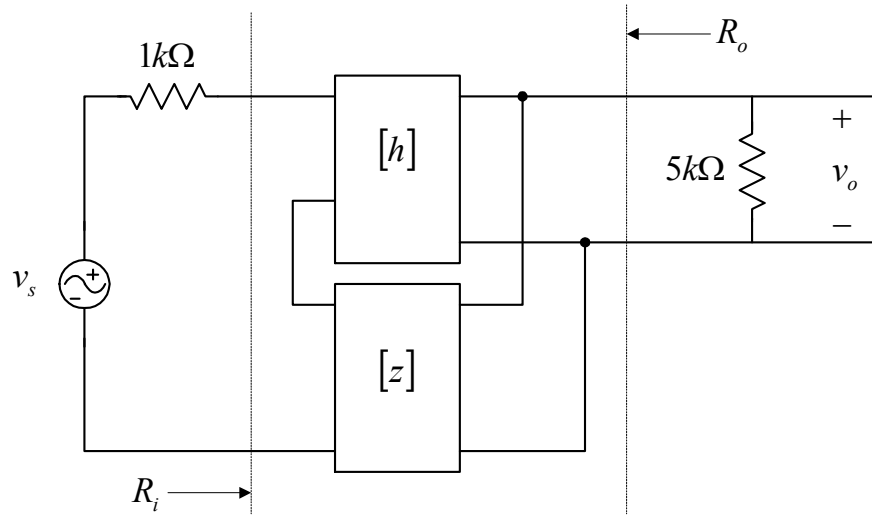 1kΩ
R_o
[h]
+
5kΩ
v_o
−
v_s
+
−
[z]
R_i